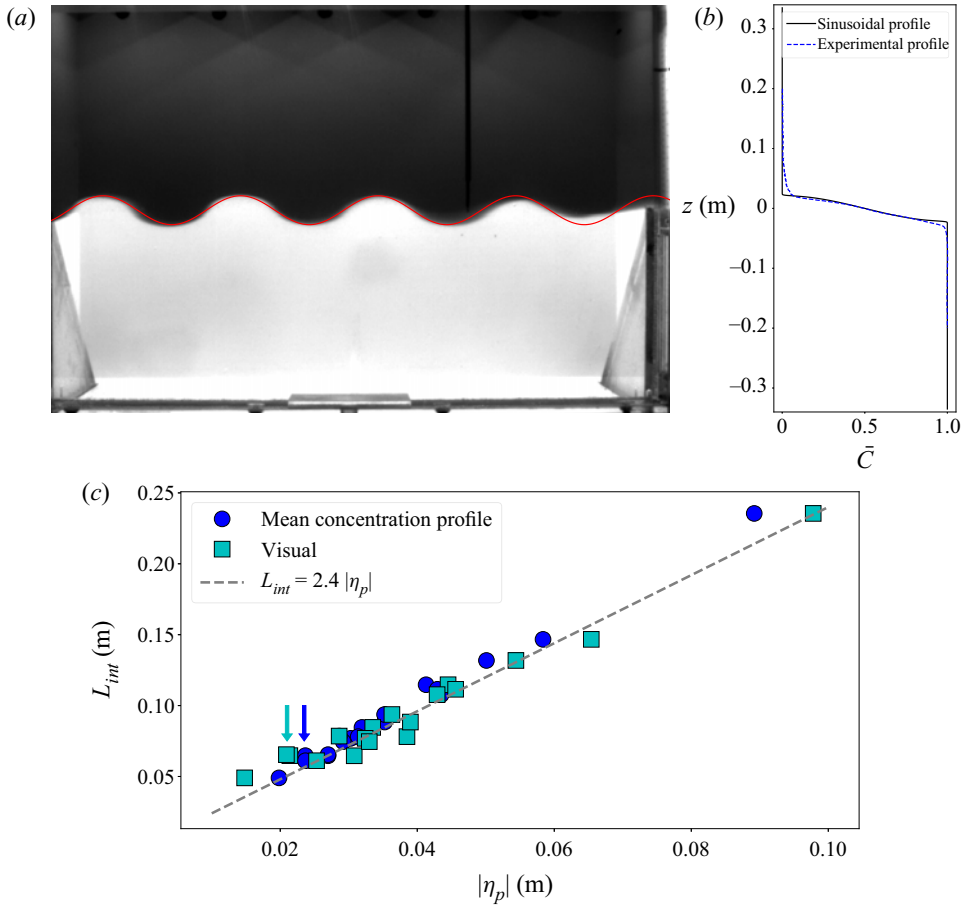 (a)
(b)
0.3
Sinusoidal profile
Experimental profile
0.2
0.1
z (m)
0
−0.1
−0.2
−0.3
0
0.5
1.0
C̄
(c)
0.25
Mean concentration profile
Visual
L_int = 2.4 |η_p|
0.20
0.15
L_int (m)
0.10
0.05
0.02
0.04
0.06
0.08
0.10
|η_p| (m)